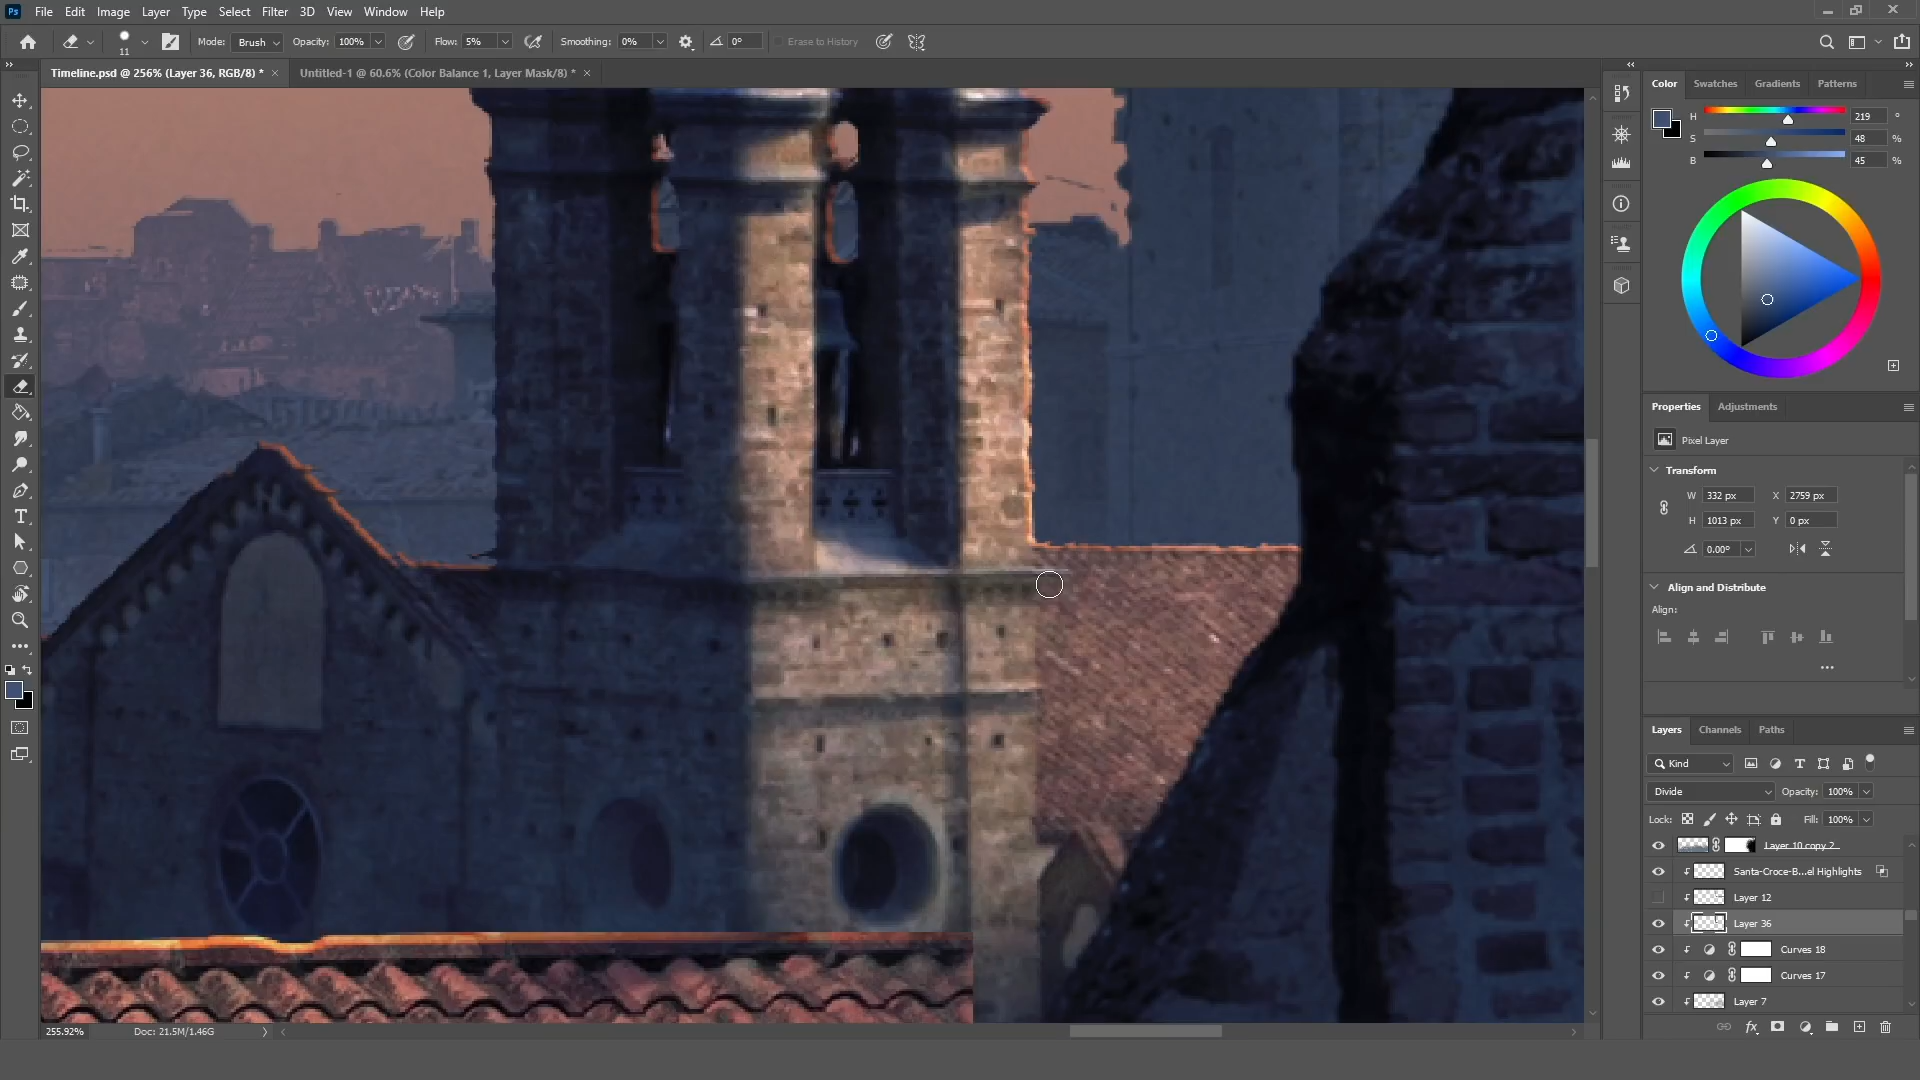 Ps File Edit Image Layer Type Select Filter 3D View Window Help
11 Mode: Brush Opacity: 100% Flow: 5% Smoothing: 0% 0° Erase to History
Timeline.psd @ 256% (Layer 36, RGB/8) * × Untitled-1 @ 60.6% (Color Balance 1, Layer Mask/8) * ×
Color Swatches Gradients Patterns
H 219 °
S 48 %
B 45 %
Properties Adjustments
Pixel Layer
Transform
W 332 px X 2759 px
H 1013 px Y 0 px
0.00°
Align and Distribute
Align:
Layers Channels Paths
Kind
Divide Opacity: 100%
Lock: Fill: 100%
Layer 10 copy 2
Santa-Croce-B...el Highlights
Layer 12
Layer 36
Curves 18
Curves 17
Layer 7
fx
255.92% Doc: 21.5M/1.46G